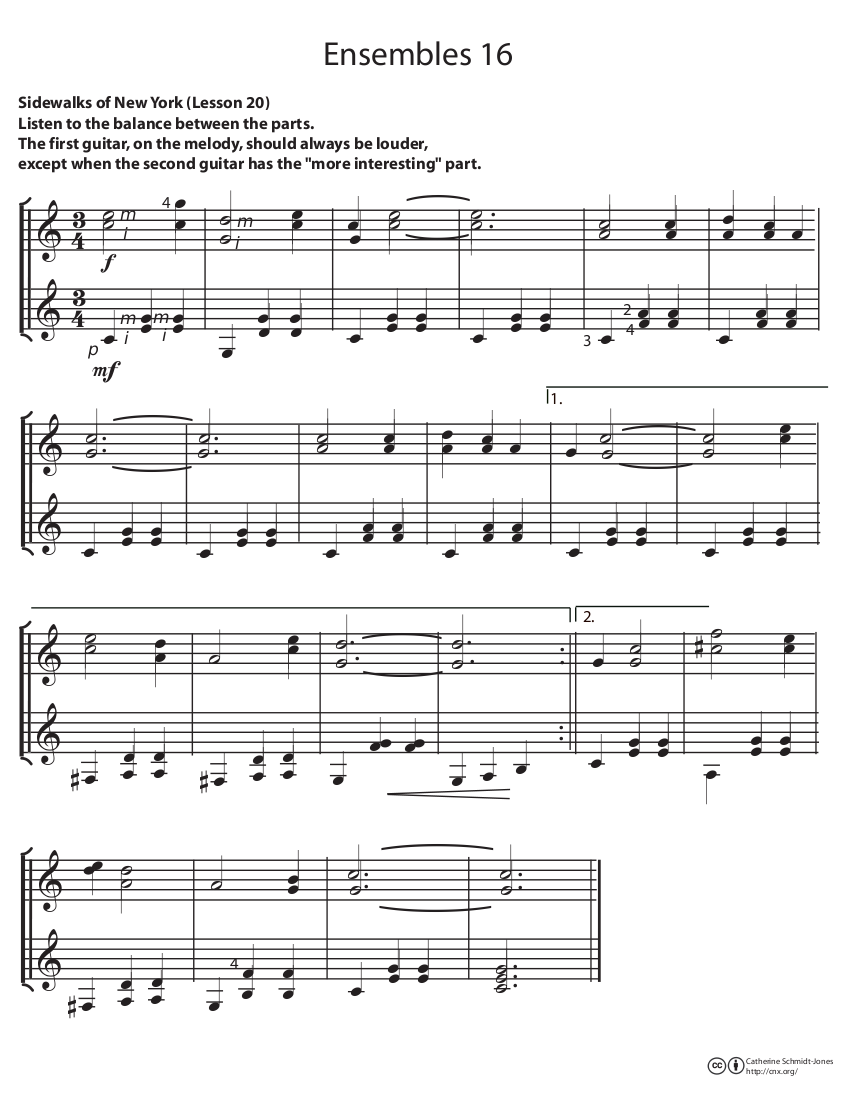 Ensembles 16
Sidewalks of New York (Lesson 20)
Listen to the balance between the parts.
The first guitar, on the melody, should always be louder,
except when the second guitar has the "more interesting" part.
4
m
m
i
i
3
4
f
3
4
m m
2
i i
4
3
p
mf
1.
2.
4
cc
Catherine Schmidt-Jones
http://cnx.org/